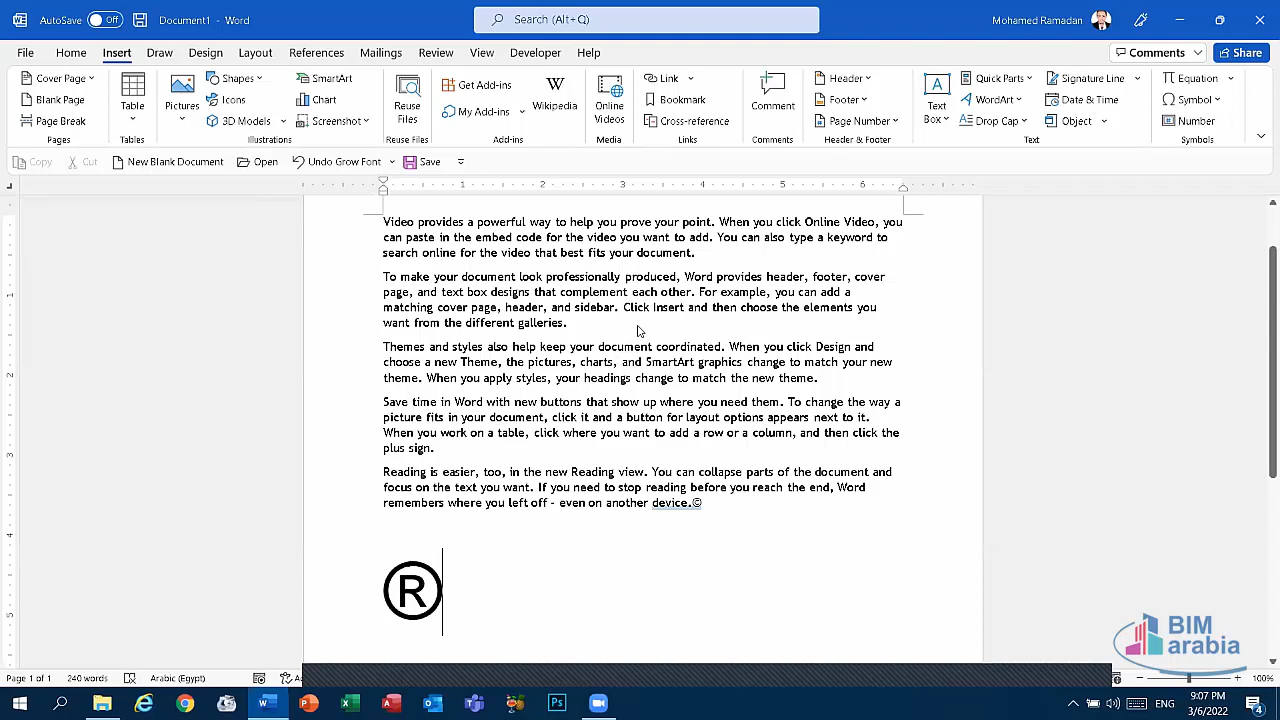 AutoSave Off Document1 - Word Search (Alt+Q) Mohamed Ramadan
File Home Insert Draw Design Layout References Mailings Review View Developer Help Comments Share
Cover Page Shapes SmartArt Get Add-ins Link Header Quick Parts Signature Line Equation
Blank Page Table Pictures Icons Chart Reuse Files Wikipedia Online Videos Bookmark Comment Footer Text Box WordArt Date & Time Symbol
Page Break 3D Models Screenshot My Add-ins Cross-reference Page Number Drop Cap Object Number
Pages Tables Illustrations Reuse Files Add-ins Media Links Comments Header & Footer Text Symbols
Copy Cut New Blank Document Open Undo Grow Font Save
1 2 3 4 5 6
Video provides a powerful way to help you prove your point. When you click Online Video, you
can paste in the embed code for the video you want to add. You can also type a keyword to
search online for the video that best fits your document.
To make your document look professionally produced, Word provides header, footer, cover
page, and text box designs that complement each other. For example, you can add a
matching cover page, header, and sidebar. Click Insert and then choose the elements you
want from the different galleries.
Themes and styles also help keep your document coordinated. When you click Design and
choose a new Theme, the pictures, charts, and SmartArt graphics change to match your new
theme. When you apply styles, your headings change to match the new theme.
Save time in Word with new buttons that show up where you need them. To change the way a
picture fits in your document, click it and a button for layout options appears next to it.
When you work on a table, click where you want to add a row or a column, and then click the
plus sign.
Reading is easier, too, in the new Reading view. You can collapse parts of the document and
focus on the text you want. If you need to stop reading before you reach the end, Word
remembers where you left off - even on another device.©
®
BIM
arabia
Page 1 of 1 240 words Arabic (Egypt) 100%
ENG 9:07 PM
3/6/2022